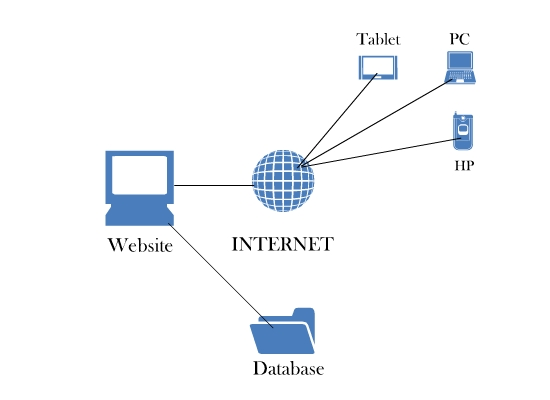 Tablet
PC
HP
Website
INTERNET
Database